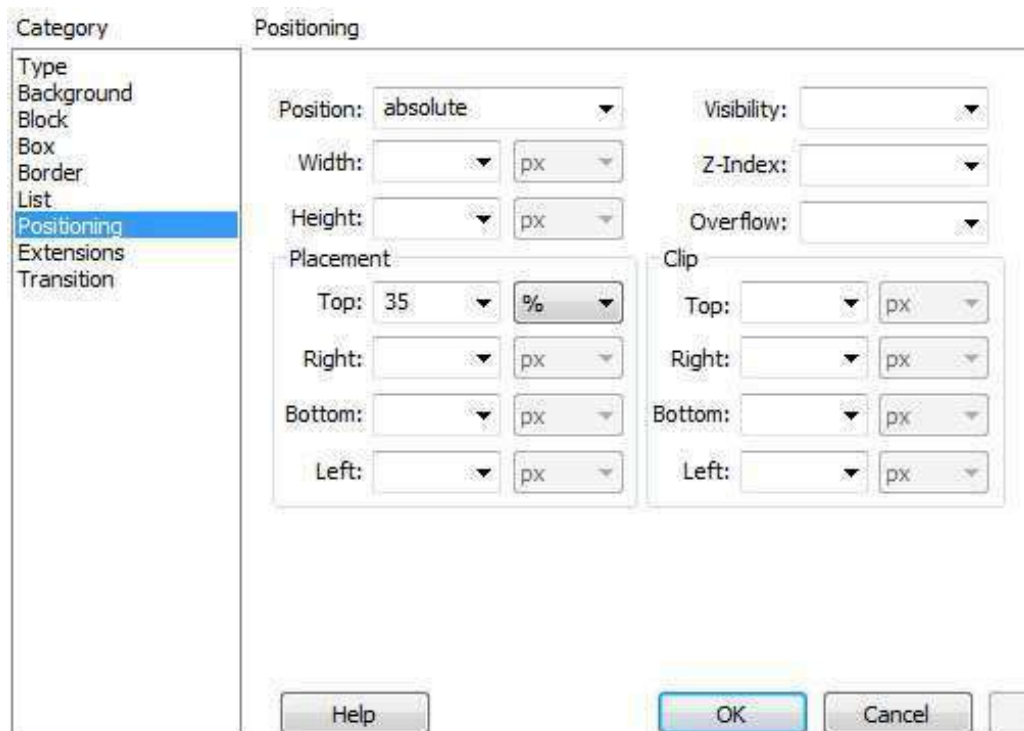 Category
Positioning
Type
Background
Block
Box
Border
List
Positioning
Extensions
Transition
Position: absolute
Visibility:
Width: px
Z-Index:
Height: px
Overflow:
Placement
Top: 35 %
Right: px
Bottom: px
Left: px
Clip
Top: px
Right: px
Bottom: px
Left: px
Help
OK
Cancel